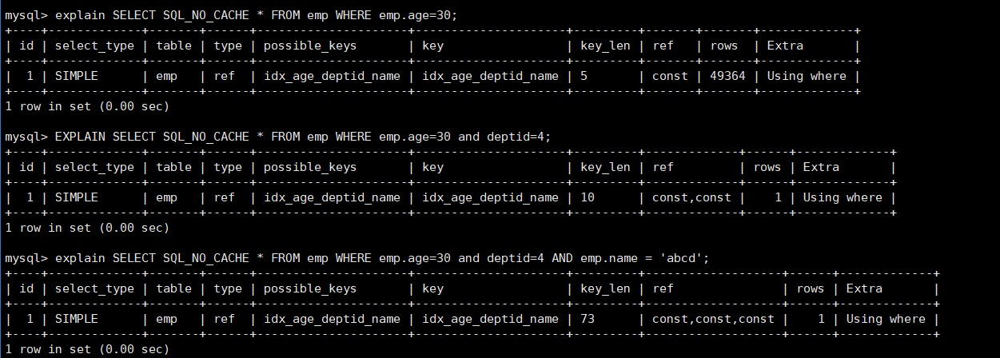 mysql> explain SELECT SQL_NO_CACHE * FROM emp WHERE emp.age=30;
+----+-------------+-------+------+---------------------+---------------------+---------+-------+-------+-------------+
| id | select_type | table | type | possible_keys       | key                 | key_len | ref   | rows  | Extra       |
+----+-------------+-------+------+---------------------+---------------------+---------+-------+-------+-------------+
|  1 | SIMPLE      | emp   | ref  | idx_age_deptid_name | idx_age_deptid_name | 5       | const | 49364 | Using where |
+----+-------------+-------+------+---------------------+---------------------+---------+-------+-------+-------------+
1 row in set (0.00 sec)
mysql> EXPLAIN SELECT SQL_NO_CACHE * FROM emp WHERE emp.age=30 and deptid=4;
+----+-------------+-------+------+---------------------+---------------------+---------+-------------+------+-------------+
| id | select_type | table | type | possible_keys       | key                 | key_len | ref         | rows | Extra       |
+----+-------------+-------+------+---------------------+---------------------+---------+-------------+------+-------------+
|  1 | SIMPLE      | emp   | ref  | idx_age_deptid_name | idx_age_deptid_name | 10      | const,const |    1 | Using where |
+----+-------------+-------+------+---------------------+---------------------+---------+-------------+------+-------------+
1 row in set (0.00 sec)
mysql> explain SELECT SQL_NO_CACHE * FROM emp WHERE emp.age=30 and deptid=4 AND emp.name = 'abcd';
+----+-------------+-------+------+---------------------+---------------------+---------+-------------------+------+-------------+
| id | select_type | table | type | possible_keys       | key                 | key_len | ref               | rows | Extra       |
+----+-------------+-------+------+---------------------+---------------------+---------+-------------------+------+-------------+
|  1 | SIMPLE      | emp   | ref  | idx_age_deptid_name | idx_age_deptid_name | 73      | const,const,const |    1 | Using where |
+----+-------------+-------+------+---------------------+---------------------+---------+-------------------+------+-------------+
1 row in set (0.00 sec)